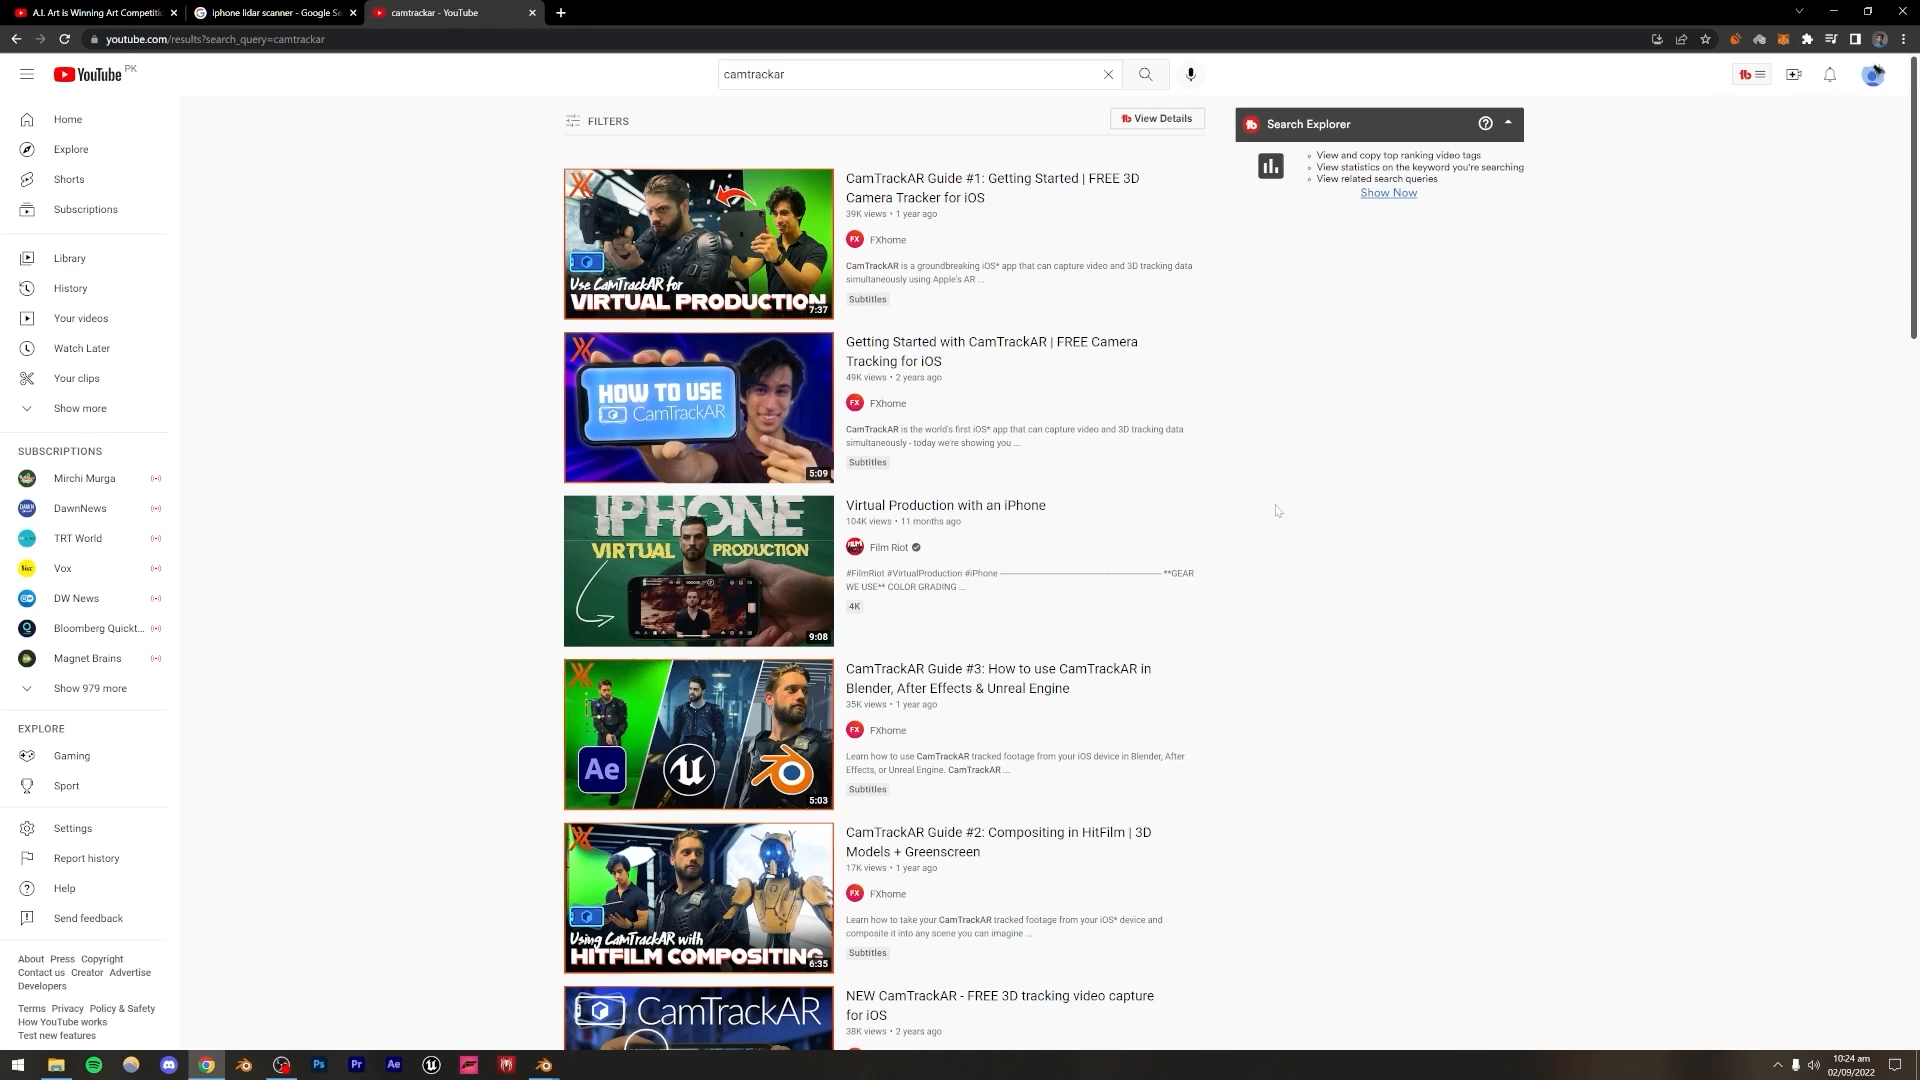 A.I. Art is Winning Art Competiti
iphone lidar scanner - Google Se
camtrackar - YouTube
youtube.com/results?search_query=camtrackar
YouTube PK
camtrackar
Home
Explore
Shorts
Subscriptions
Library
History
Your videos
Watch Later
Your clips
Show more
SUBSCRIPTIONS
Mirchi Murga
DawnNews
TRT World
Vox
DW News
Bloomberg Quickt...
Magnet Brains
Show 979 more
EXPLORE
Gaming
Sport
Settings
Report history
Help
Send feedback
About Press Copyright
Contact us Creator Advertise
Developers
Terms Privacy Policy & Safety
How YouTube works
Test new features
FILTERS
View Details
Use CamTrackAR for
VIRTUAL PRODUCTION
7:37
CamTrackAR Guide #1: Getting Started | FREE 3D
Camera Tracker for iOS
39K views • 1 year ago
FX FXhome
CamTrackAR is a groundbreaking iOS* app that can capture video and 3D tracking data
simultaneously using Apple's AR ...
Subtitles
HOW TO USE
CamTrackAR
5:09
Getting Started with CamTrackAR | FREE Camera
Tracking for iOS
49K views • 2 years ago
FX FXhome
CamTrackAR is the world's first iOS* app that can capture video and 3D tracking data
simultaneously - today we're showing you ...
Subtitles
IPHONE
VIRTUAL PRODUCTION
9:08
Virtual Production with an iPhone
104K views • 11 months ago
Film Riot
#FilmRiot #VirtualProduction #iPhone ---------------------------------------------------- **GEAR
WE USE** COLOR GRADING ...
4K
Ae
5:03
CamTrackAR Guide #3: How to use CamTrackAR in
Blender, After Effects & Unreal Engine
35K views • 1 year ago
FX FXhome
Learn how to use CamTrackAR tracked footage from your iOS device in Blender, After
Effects, or Unreal Engine. CamTrackAR ...
Subtitles
Using CamTrackAR with
HITFILM COMPOSITING
6:35
CamTrackAR Guide #2: Compositing in HitFilm | 3D
Models + Greenscreen
17K views • 1 year ago
FX FXhome
Learn how to take your CamTrackAR tracked footage from your iOS* device and
composite it into any scene you can imagine ...
Subtitles
CamTrackAR
NEW CamTrackAR - FREE 3D tracking video capture
for iOS
38K views • 2 years ago
Search Explorer
View and copy top ranking video tags
View statistics on the keyword you're searching
View related search queries
Show Now
Ps
Pr
Ae
10:24 am
02/09/2022